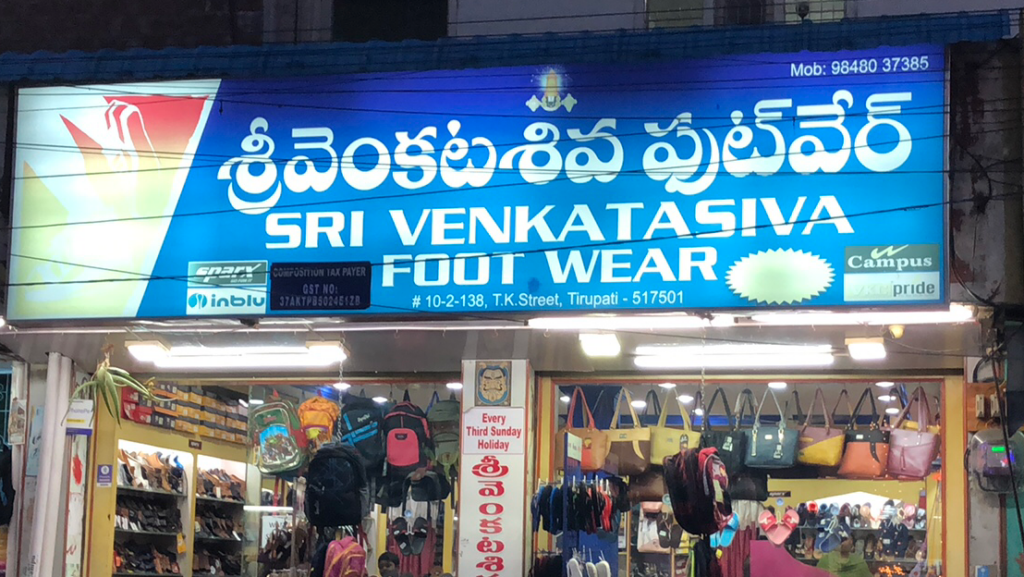 Mob: 98480 37385
శ్రీ వెంకటశివ ఫుట్‌వేర్
SRI VENKATASIVA
FOOT WEAR
# 10-2-138, T.K.Street, Tirupati - 517501
sparx
inblu
COMPOSITION TAX PAYER
GST NO:
Campus
pride
Every
Third Sunday
Holiday
శ్రీ
వెం
క
ట
శి